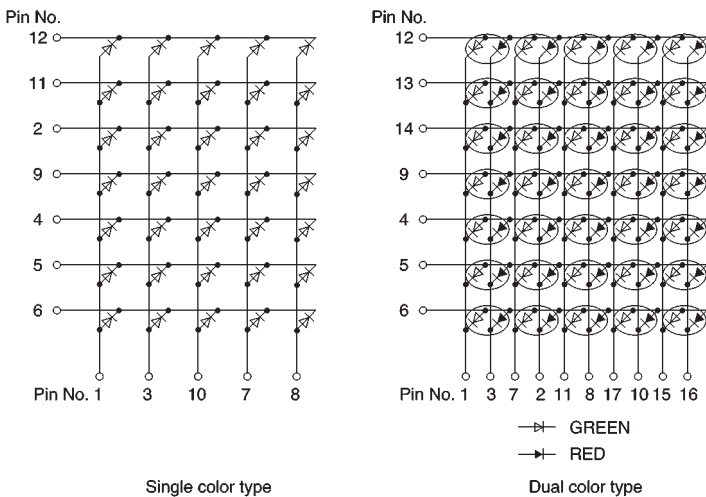 Pin No.
12
11
2
9
4
5
6
Pin No. 1 3 10 7 8
Single color type
Pin No.
12
13
14
9
4
5
6
Pin No. 1 3 7 2 11 8 17 10 15 16
GREEN
RED
Dual color type